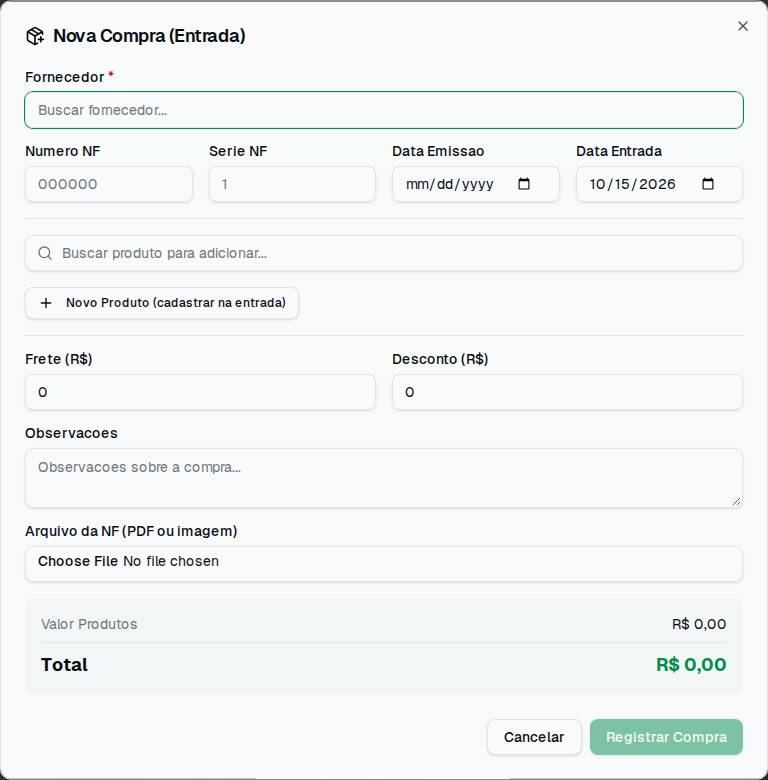 Nova Compra (Entrada)
Fornecedor *
Buscar fornecedor...
Numero NF Serie NF Data Emissao Data Entrada
000000 1 mm/dd/yyyy 10/15/2026
Buscar produto para adicionar...
+ Novo Produto (cadastrar na entrada)
Frete (R$) Desconto (R$)
0 0
Observacoes
Observacoes sobre a compra...
Arquivo da NF (PDF ou imagem)
Choose File No file chosen
Valor Produtos R$ 0,00
Total R$ 0,00
Cancelar Registrar Compra